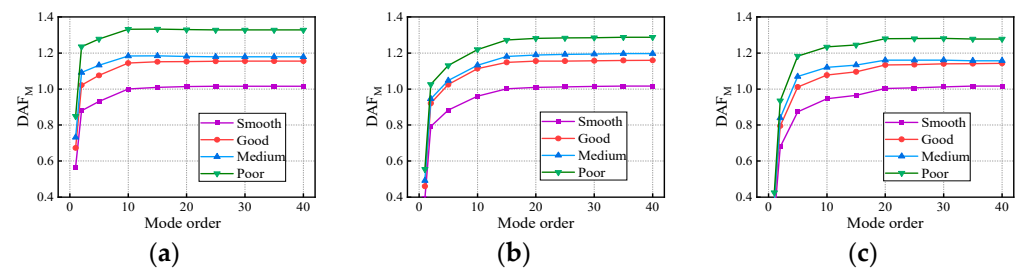 1.4
1.2
1.0
0.8
0.6
0.4
DAF_M
0 10 20 30 40
Mode order
Smooth
Good
Medium
Poor
(a)
1.4
1.2
1.0
0.8
0.6
0.4
DAF_M
0 10 20 30 40
Mode order
Smooth
Good
Medium
Poor
(b)
1.4
1.2
1.0
0.8
0.6
0.4
DAF_M
0 10 20 30 40
Mode order
Smooth
Good
Medium
Poor
(c)